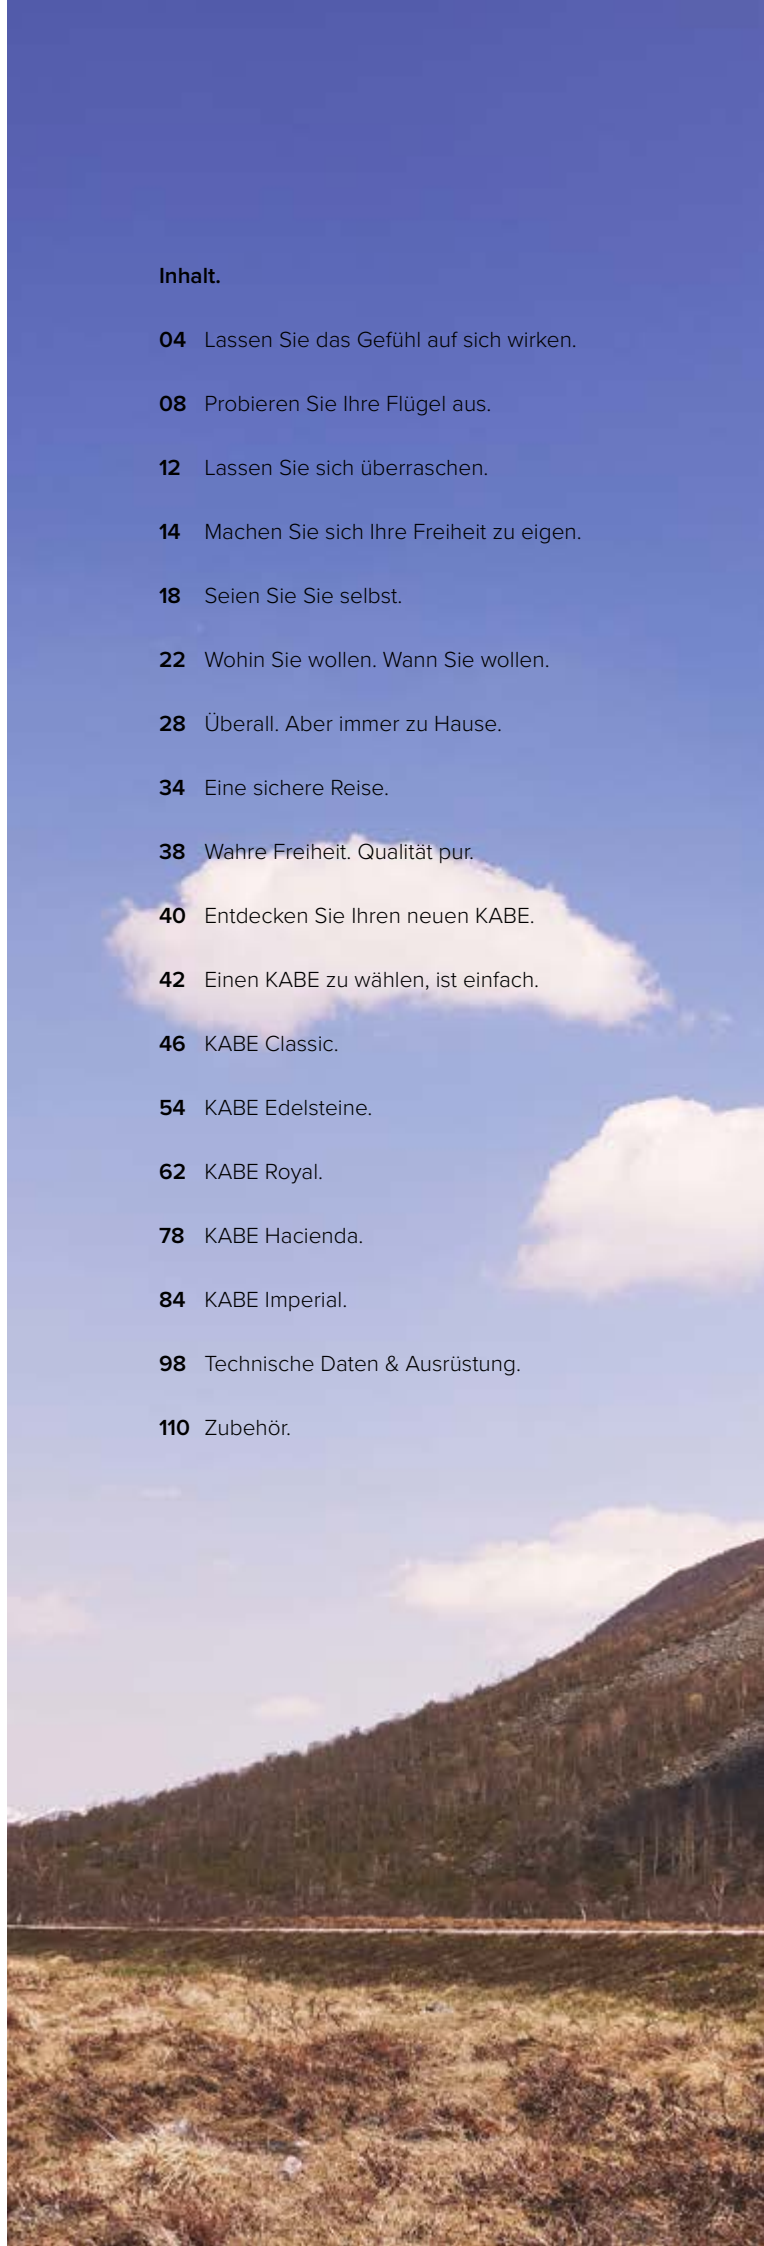 Inhalt.
04 Lassen Sie das Gefühl auf sich wirken.
08 Probieren Sie Ihre Flügel aus.
12 Lassen Sie sich überraschen.
14 Machen Sie sich Ihre Freiheit zu eigen.
18 Seien Sie Sie selbst.
22 Wohin Sie wollen. Wann Sie wollen.
28 Überall. Aber immer zu Hause.
34 Eine sichere Reise.
38 Wahre Freiheit. Qualität pur.
40 Entdecken Sie Ihren neuen KABE.
42 Einen KABE zu wählen, ist einfach.
46 KABE Classic.
54 KABE Edelsteine.
62 KABE Royal.
78 KABE Hacienda.
84 KABE Imperial.
98 Technische Daten & Ausrüstung.
110 Zubehör.